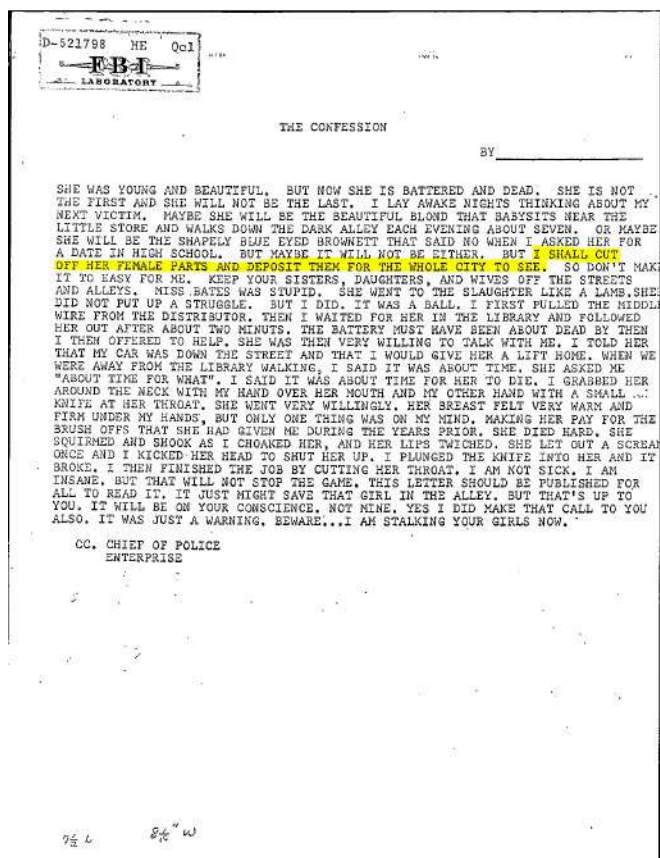 D-521798 HE Qc1
FBI
LABORATORY
THE CONFESSION
BY
SHE WAS YOUNG AND BEAUTIFUL. BUT NOW SHE IS BATTERED AND DEAD. SHE IS NOT
THE FIRST AND SHE WILL NOT BE THE LAST. I LAY AWAKE NIGHTS THINKING ABOUT MY
NEXT VICTIM. MAYBE SHE WILL BE THE BEAUTIFUL BLOND THAT BABYSITS NEAR THE
LITTLE STORE AND WALKS DOWN THE DARK ALLEY EACH EVENING ABOUT SEVEN. OR MAYBE
SHE WILL BE THE SHAPELY BLUE EYED BROWNETT THAT SAID NO WHEN I ASKED HER FOR
A DATE IN HIGH SCHOOL. BUT MAYBE IT WILL NOT BE EITHER. BUT I SHALL CUT
OFF HER FEMALE PARTS AND DEPOSIT THEM FOR THE WHOLE CITY TO SEE. SO DON'T MAKE
IT TO EASY FOR ME. KEEP YOUR SISTERS, DAUGHTERS, AND WIVES OFF THE STREETS
AND ALLEYS. MISS BATES WAS STUPID. SHE WENT TO THE SLAUGHTER LIKE A LAMB. SHE
DID NOT PUT UP A STRUGGLE. BUT I DID. IT WAS A BALL. I FIRST PULLED THE MIDDLE
WIRE FROM THE DISTRIBUTOR. THEN I WAITED FOR HER IN THE LIBRARY AND FOLLOWED
HER OUT AFTER ABOUT TWO MINUTS. THE BATTERY MUST HAVE BEEN ABOUT DEAD BY THEN
I THEN OFFERED TO HELP. SHE WAS THEN VERY WILLING TO TALK WITH ME. I TOLD HER
THAT MY CAR WAS DOWN THE STREET AND THAT I WOULD GIVE HER A LIFT HOME. WHEN WE
WERE AWAY FROM THE LIBRARY WALKING, I SAID IT WAS ABOUT TIME. SHE ASKED ME
"ABOUT TIME FOR WHAT". I SAID IT WAS ABOUT TIME FOR HER TO DIE. I GRABBED HER
AROUND THE NECK WITH MY HAND OVER HER MOUTH AND MY OTHER HAND WITH A SMALL
KNIFE AT HER THROAT. SHE WENT VERY WILLINGLY. HER BREAST FELT VERY WARM AND
FIRM UNDER MY HANDS, BUT ONLY ONE THING WAS ON MY MIND. MAKING HER PAY FOR THE
BRUSH OFFS THAT SHE HAD GIVEN ME DURING THE YEARS PRIOR. SHE DIED HARD. SHE
SQUIRMED AND SHOOK AS I CHOAKED HER, AND HER LIPS TWICHED. SHE LET OUT A SCREAM
ONCE AND I KICKED HER HEAD TO SHUT HER UP. I PLUNGED THE KNIFE INTO HER AND IT
BROKE. I THEN FINISHED THE JOB BY CUTTING HER THROAT. I AM NOT SICK. I AM
INSANE. BUT THAT WILL NOT STOP THE GAME. THIS LETTER SHOULD BE PUBLISHED FOR
ALL TO READ IT. IT JUST MIGHT SAVE THAT GIRL IN THE ALLEY. BUT THAT'S UP TO
YOU. IT WILL BE ON YOUR CONSCIENCE. NOT MINE. YES I DID MAKE THAT CALL TO YOU
ALSO. IT WAS JUST A WARNING. BEWARE...I AM STALKING YOUR GIRLS NOW.
CC. CHIEF OF POLICE
ENTERPRISE